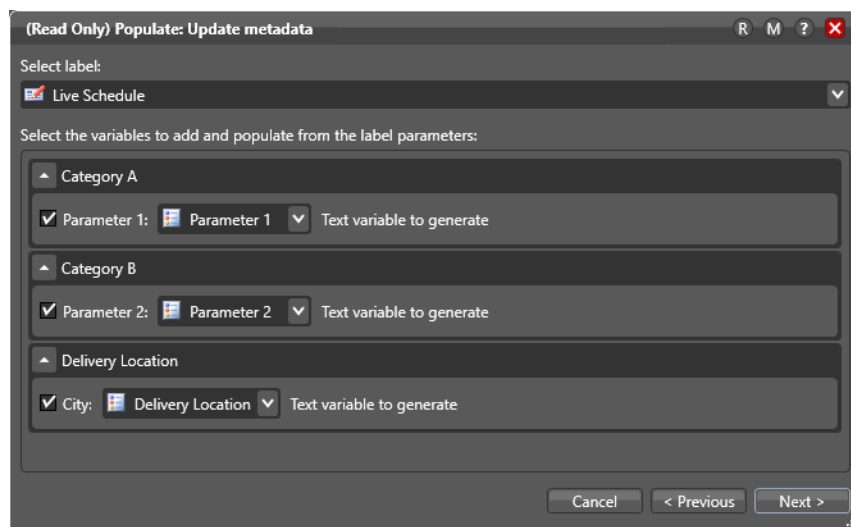 (Read Only) Populate: Update metadata R M ?
Select label:
Live Schedule
Select the variables to add and populate from the label parameters:
Category A
Parameter 1: Parameter 1 Text variable to generate
Category B
Parameter 2: Parameter 2 Text variable to generate
Delivery Location
City: Delivery Location Text variable to generate
Cancel < Previous Next >